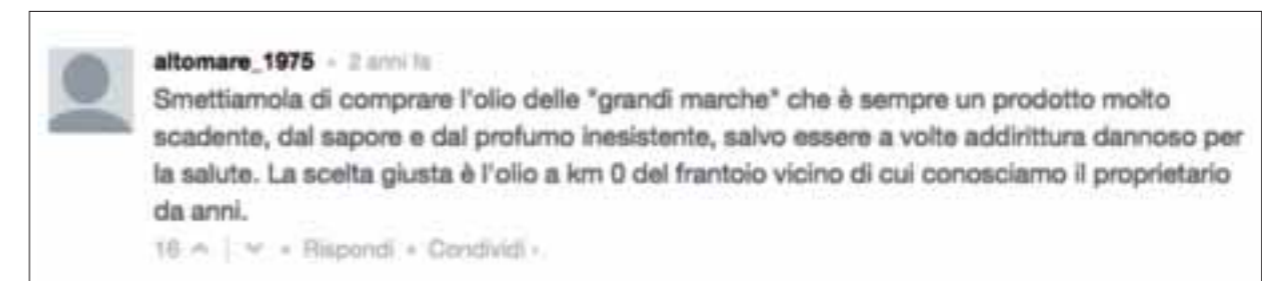 altomare_1975 • 2 anni fa
Smettiamola di comprare l'olio delle "grandi marche" che è sempre un prodotto molto
scadente, dal sapore e dal profumo inesistente, salvo essere a volte addirittura dannoso per
la salute. La scelta giusta è l'olio a km 0 del frantoio vicino di cui conosciamo il proprietario
da anni.
16 • Rispondi • Condividi ›